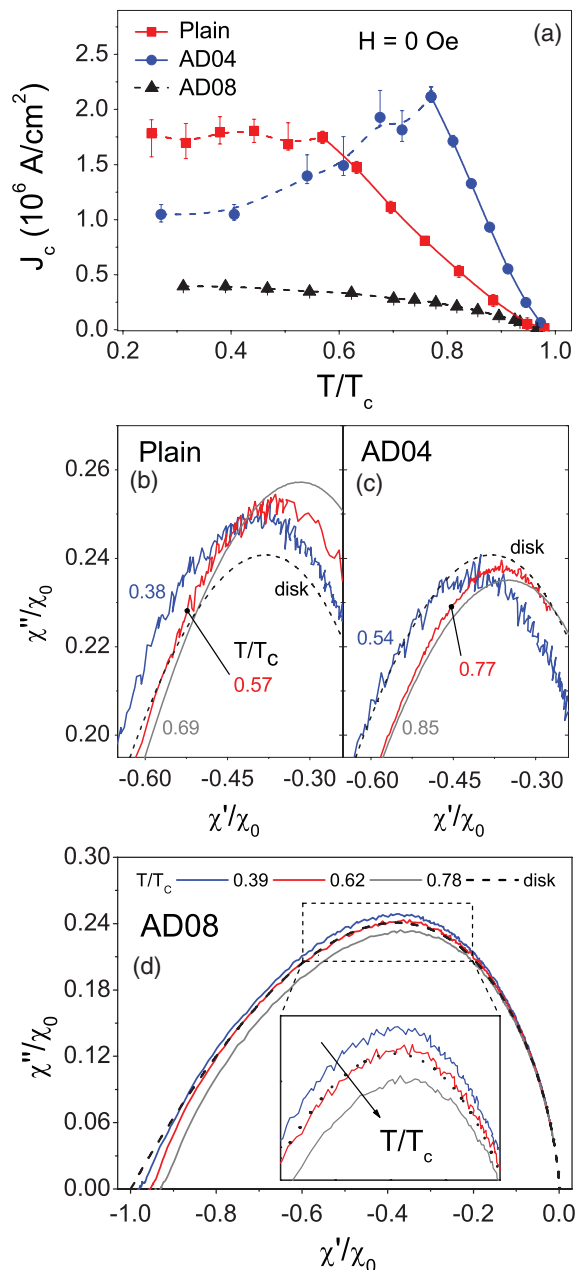 Plain
AD04
AD08
H = 0 Oe
(a)
2.5
2.0
1.5
1.0
0.5
0.0
J_c (10^6 A/cm^2)
0.2 0.4 0.6 0.8 1.0
T/T_c
Plain
(b)
0.26
0.24
0.22
0.20
χ''/χ_0
0.38
disk
T/T_C
0.57
0.69
-0.60 -0.45 -0.30
χ'/χ_0
AD04
(c)
disk
0.54
0.77
0.85
-0.60 -0.45 -0.30
χ'/χ_0
T/T_C 0.39 0.62 0.78 disk
AD08
(d)
0.30
0.24
0.18
0.12
0.06
0.00
χ''/χ_0
T/T_C
-1.0 -0.8 -0.6 -0.4 -0.2 0.0
χ'/χ_0